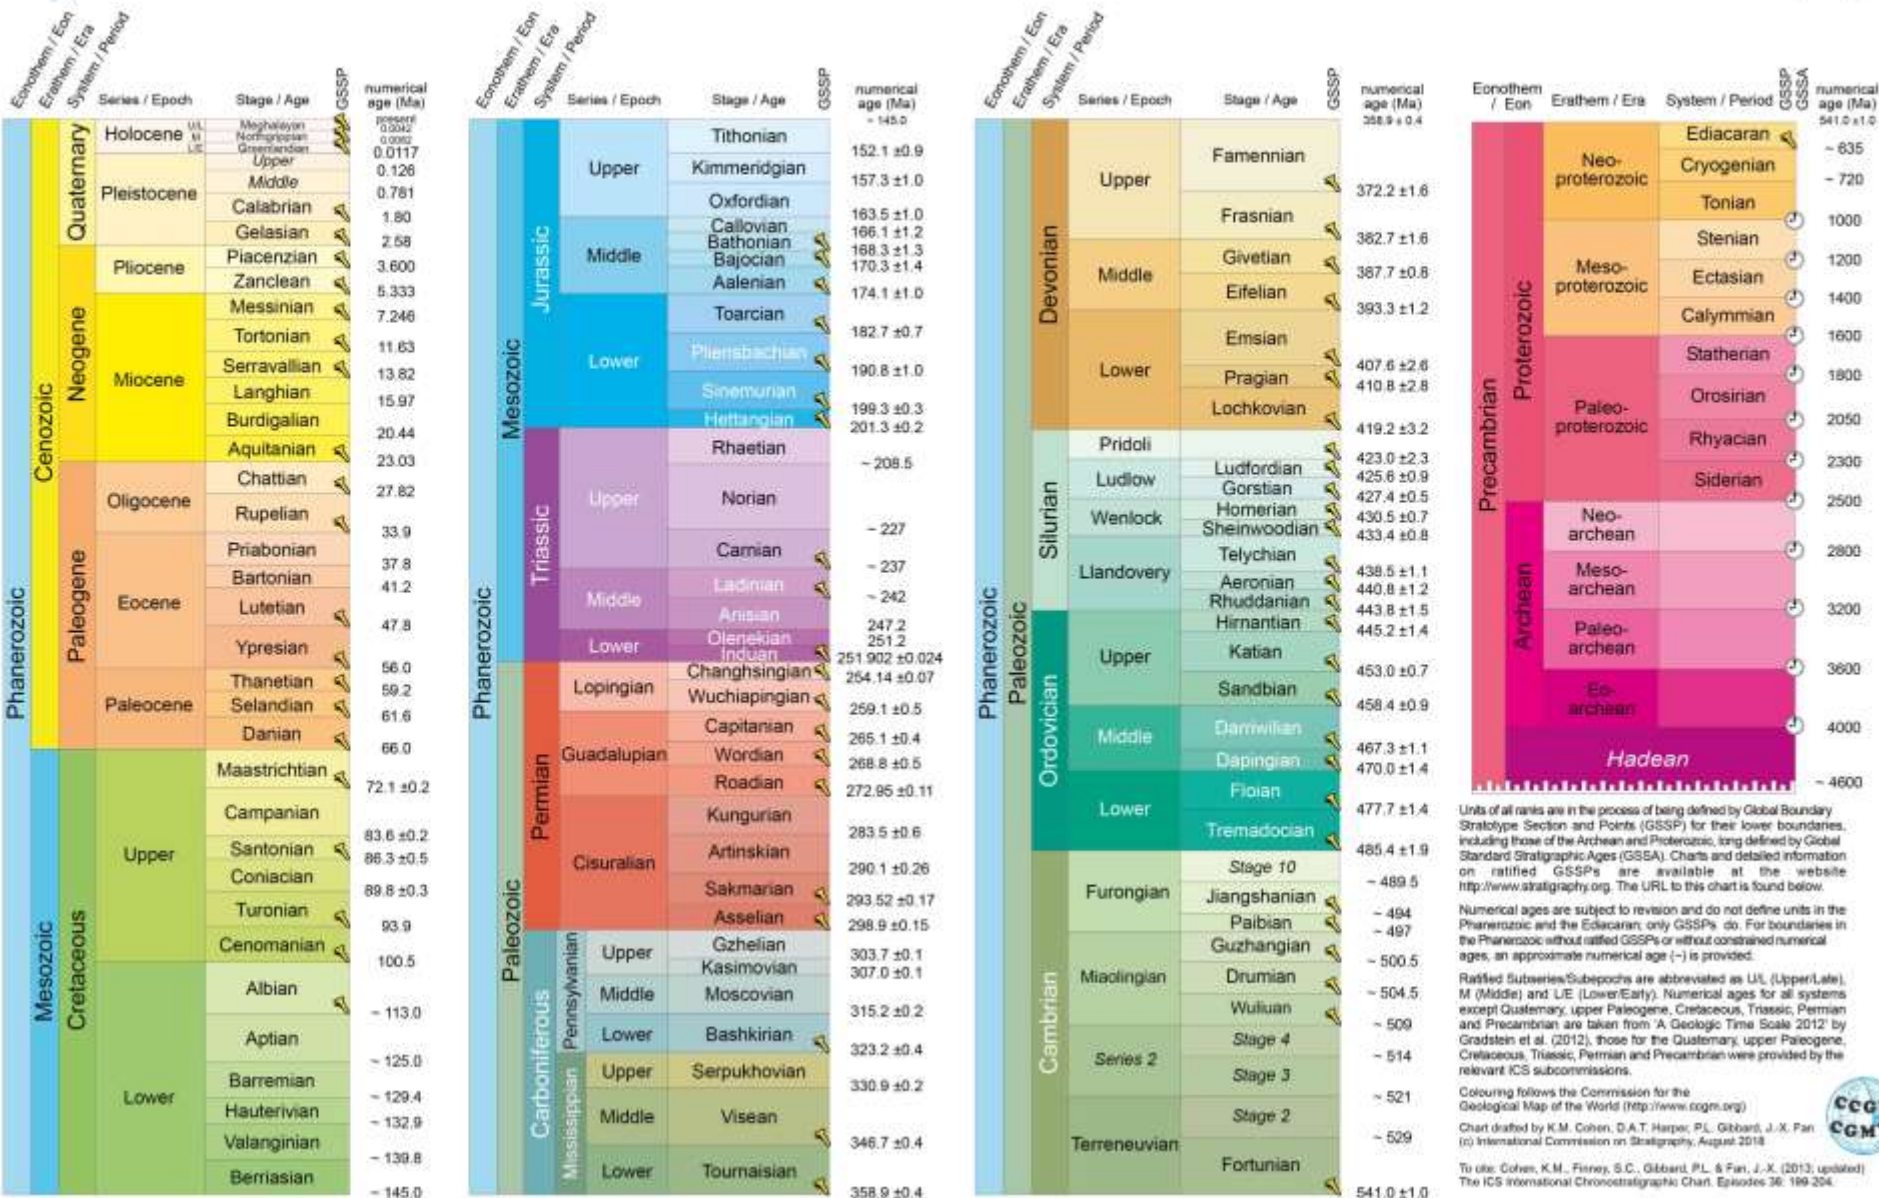 Eonothem / Eon
Erathem / Era
System / Period
Series / Epoch
Stage / Age
GSSP
numerical
age (Ma)
Phanerozoic
Cenozoic
Mesozoic
Quaternary
Neogene
Paleogene
Cretaceous
Holocene
U/L
M
L/E
Pleistocene
Pliocene
Miocene
Oligocene
Eocene
Paleocene
Upper
Lower
Meghalayan
Northgrippian
Greenlandian
Upper
Middle
Calabrian
Gelasian
Piacenzian
Zanclean
Messinian
Tortonian
Serravallian
Langhian
Burdigalian
Aquitanian
Chattian
Rupelian
Priabonian
Bartonian
Lutetian
Ypresian
Thanetian
Selandian
Danian
Maastrichtian
Campanian
Santonian
Coniacian
Turonian
Cenomanian
Albian
Aptian
Barremian
Hauterivian
Valanginian
Berriasian
present
0.0042
0.0082
0.0117
0.126
0.781
1.80
2.58
3.600
5.333
7.246
11.63
13.82
15.97
20.44
23.03
27.82
33.9
37.8
41.2
47.8
56.0
59.2
61.6
66.0
72.1 ±0.2
83.6 ±0.2
86.3 ±0.5
89.8 ±0.3
93.9
100.5
~ 113.0
~ 125.0
~ 129.4
~ 132.9
~ 139.8
~ 145.0
Eonothem / Eon
Erathem / Era
System / Period
Series / Epoch
Stage / Age
GSSP
numerical
age (Ma)
Phanerozoic
Mesozoic
Paleozoic
Jurassic
Triassic
Permian
Carboniferous
Pennsylvanian
Mississippian
Upper
Middle
Lower
Upper
Middle
Lower
Lopingian
Guadalupian
Cisuralian
Upper
Middle
Lower
Upper
Middle
Lower
Tithonian
Kimmeridgian
Oxfordian
Callovian
Bathonian
Bajocian
Aalenian
Toarcian
Pliensbachian
Sinemurian
Hettangian
Rhaetian
Norian
Carnian
Ladinian
Anisian
Olenekian
Induan
Changhsingian
Wuchiapingian
Capitanian
Wordian
Roadian
Kungurian
Artinskian
Sakmarian
Asselian
Gzhelian
Kasimovian
Moscovian
Bashkirian
Serpukhovian
Visean
Tournaisian
~ 145.0
152.1 ±0.9
157.3 ±1.0
163.5 ±1.0
166.1 ±1.2
168.3 ±1.3
170.3 ±1.4
174.1 ±1.0
182.7 ±0.7
190.8 ±1.0
199.3 ±0.3
201.3 ±0.2
~ 208.5
~ 227
~ 237
~ 242
247.2
251.2
251.902 ±0.024
254.14 ±0.07
259.1 ±0.5
265.1 ±0.4
268.8 ±0.5
272.95 ±0.11
283.5 ±0.6
290.1 ±0.26
293.52 ±0.17
298.9 ±0.15
303.7 ±0.1
307.0 ±0.1
315.2 ±0.2
323.2 ±0.4
330.9 ±0.2
346.7 ±0.4
358.9 ±0.4
Eonothem / Eon
Erathem / Era
System / Period
Series / Epoch
Stage / Age
GSSP
numerical
age (Ma)
Phanerozoic
Paleozoic
Devonian
Silurian
Ordovician
Cambrian
Upper
Middle
Lower
Pridoli
Ludlow
Wenlock
Llandovery
Upper
Middle
Lower
Furongian
Miaolingian
Series 2
Terreneuvian
Famennian
Frasnian
Givetian
Eifelian
Emsian
Pragian
Lochkovian
Ludfordian
Gorstian
Homerian
Sheinwoodian
Telychian
Aeronian
Rhuddanian
Hirnantian
Katian
Sandbian
Darriwilian
Dapingian
Floian
Tremadocian
Stage 10
Jiangshanian
Paibian
Guzhangian
Drumian
Wuliuan
Stage 4
Stage 3
Stage 2
Fortunian
358.9 ± 0.4
372.2 ±1.6
382.7 ±1.6
387.7 ±0.8
393.3 ±1.2
407.6 ±2.6
410.8 ±2.8
419.2 ±3.2
423.0 ±2.3
425.6 ±0.9
427.4 ±0.5
430.5 ±0.7
433.4 ±0.8
438.5 ±1.1
440.8 ±1.2
443.8 ±1.5
445.2 ±1.4
453.0 ±0.7
458.4 ±0.9
467.3 ±1.1
470.0 ±1.4
477.7 ±1.4
485.4 ±1.9
~ 489.5
~ 494
~ 497
~ 500.5
~ 504.5
~ 509
~ 514
~ 521
~ 529
541.0 ±1.0
Eonothem
/ Eon
Erathem / Era
System / Period
GSSP
GSSA
numerical
age (Ma)
Precambrian
Proterozoic
Archean
Hadean
Neo-
proterozoic
Meso-
proterozoic
Paleo-
proterozoic
Neo-
archean
Meso-
archean
Paleo-
archean
Eo-
archean
Ediacaran
Cryogenian
Tonian
Stenian
Ectasian
Calymmian
Statherian
Orosirian
Rhyacian
Siderian
541.0 ±1.0
~ 635
~ 720
1000
1200
1400
1600
1800
2050
2300
2500
2800
3200
3600
4000
~ 4600
Units of all ranks are in the process of being defined by Global Boundary
Stratotype Section and Points (GSSP) for their lower boundaries,
including those of the Archean and Proterozoic, long defined by Global
Standard Stratigraphic Ages (GSSA). Charts and detailed information
on ratified GSSPs are available at the website
http://www.stratigraphy.org. The URL to this chart is found below.
Numerical ages are subject to revision and do not define units in the
Phanerozoic and the Ediacaran; only GSSPs do. For boundaries in
the Phanerozoic without ratified GSSPs or without constrained numerical
ages, an approximate numerical age (~) is provided.
Ratified Subseries/Subepochs are abbreviated as U/L (Upper/Late),
M (Middle) and L/E (Lower/Early). Numerical ages for all systems
except Quaternary, upper Paleogene, Cretaceous, Triassic, Permian
and Precambrian are taken from 'A Geologic Time Scale 2012' by
Gradstein et al. (2012), those for the Quaternary, upper Paleogene,
Cretaceous, Triassic, Permian and Precambrian were provided by the
relevant ICS subcommissions.
Colouring follows the Commission for the
Geological Map of the World (http://www.ccgm.org)
Chart drafted by K.M. Cohen, D.A.T. Harper, P.L. Gibbard, J.-X. Fan
(c) International Commission on Stratigraphy, August 2018
To cite: Cohen, K.M., Finney, S.C., Gibbard, P.L. & Fan, J.-X. (2013; updated)
The ICS International Chronostratigraphic Chart. Episodes 36: 199-204.
CCG
CGM